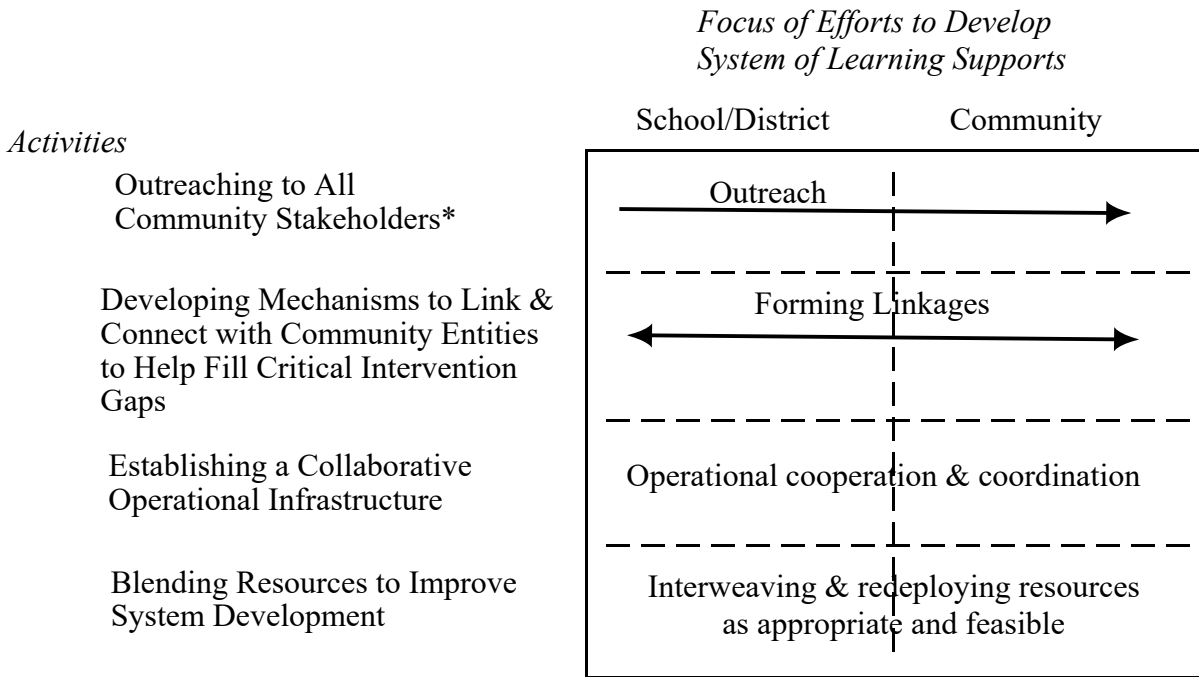 Focus of Efforts to Develop
System of Learning Supports
School/District Community
Activities
Outreaching to All
Community Stakeholders*
Outreach
Developing Mechanisms to Link &
Connect with Community Entities
to Help Fill Critical Intervention
Gaps
Forming Linkages
Establishing a Collaborative
Operational Infrastructure
Operational cooperation & coordination
Blending Resources to Improve
System Development
Interweaving & redeploying resources
as appropriate and feasible